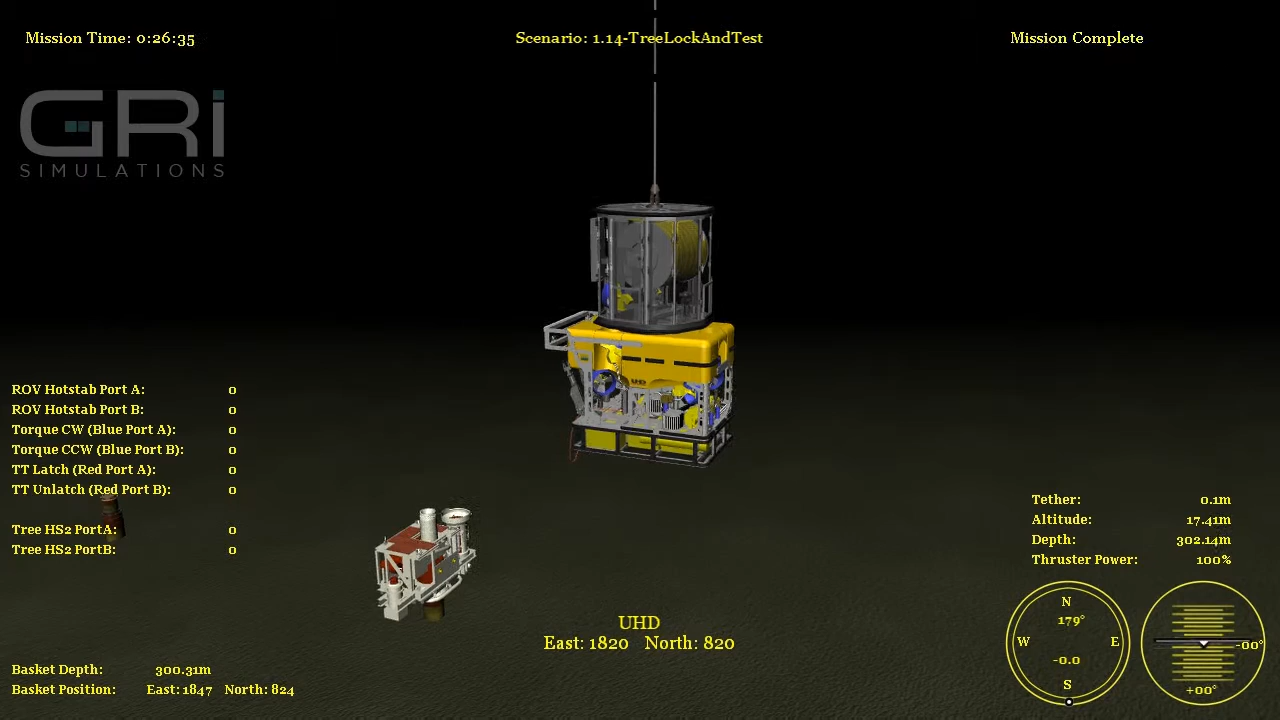 Mission Time: 0:26:35
Scenario: 1.14-TreeLockAndTest
Mission Complete
GRi
SIMULATIONS
ROV Hotstab Port A: 0
ROV Hotstab Port B: 0
Torque CW (Blue Port A): 0
Torque CCW (Blue Port B): 0
TT Latch (Red Port A): 0
TT Unlatch (Red Port B): 0
Tree HS2 PortA: 0
Tree HS2 PortB: 0
Basket Depth: 300.31m
Basket Position: East: 1847 North: 824
UHD
East: 1820 North: 820
Tether: 0.1m
Altitude: 17.41m
Depth: 302.14m
Thruster Power: 100%
N
179°
W E
-0.0
S
-00°
+00°